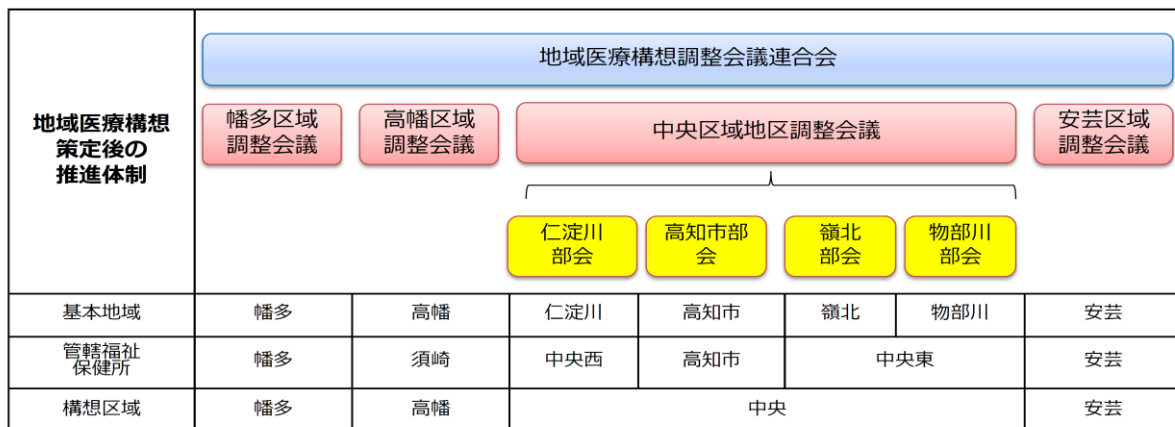 地域医療構想調整会議連合会
地域医療構想
策定後の
推進体制
幡多区域
調整会議
高幡区域
調整会議
中央区域地区調整会議
安芸区域
調整会議
仁淀川
部会
高知市部
会
嶺北
部会
物部川
部会
基本地域
幡多
高幡
仁淀川
高知市
嶺北
物部川
安芸
管轄福祉
保健所
幡多
須崎
中央西
高知市
中央東
安芸
構想区域
幡多
高幡
中央
安芸